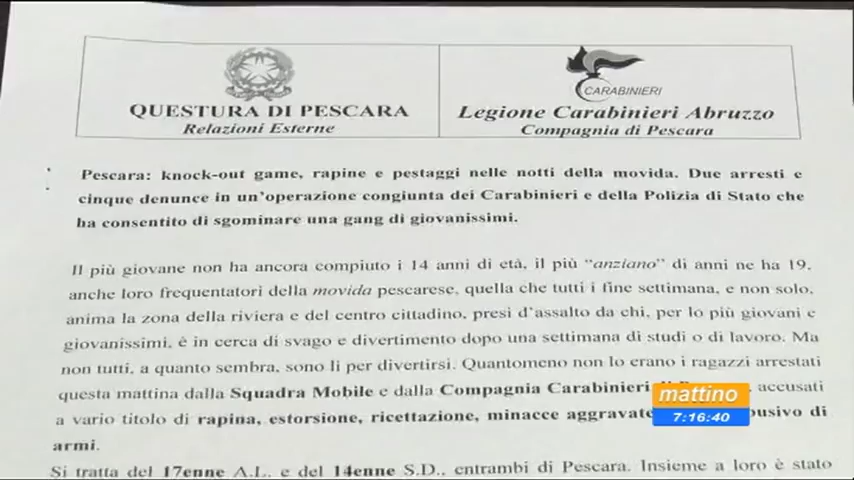 QUESTURA DI PESCARA
Relazioni Esterne
CARABINIERI
Legione Carabinieri Abruzzo
Compagnia di Pescara
Pescara: knock-out game, rapine e pestaggi nelle notti della movida. Due arresti e
cinque denunce in un'operazione congiunta dei Carabinieri e della Polizia di Stato che
ha consentito di sgominare una gang di giovanissimi.
Il più giovane non ha ancora compiuto i 14 anni di età, il più “anziano” di anni ne ha 19,
anche loro frequentatori della movida pescarese, quella che tutti i fine settimana, e non solo,
anima la zona della riviera e del centro cittadino, presi d'assalto da chi, per lo più giovani e
giovanissimi, è in cerca di svago e divertimento dopo una settimana di studi o di lavoro. Ma
non tutti, a quanto sembra, sono lì per divertirsi. Quantomeno non lo erano i ragazzi arrestati
questa mattina dalla Squadra Mobile e dalla Compagnia Carabinieri accusati
a vario titolo di rapina, estorsione, ricettazione, minacce aggravate di
armi.
Si tratta del 17enne A.L. e del 14enne S.D., entrambi di Pescara. Insieme a loro è stato
mattino
7:16:40